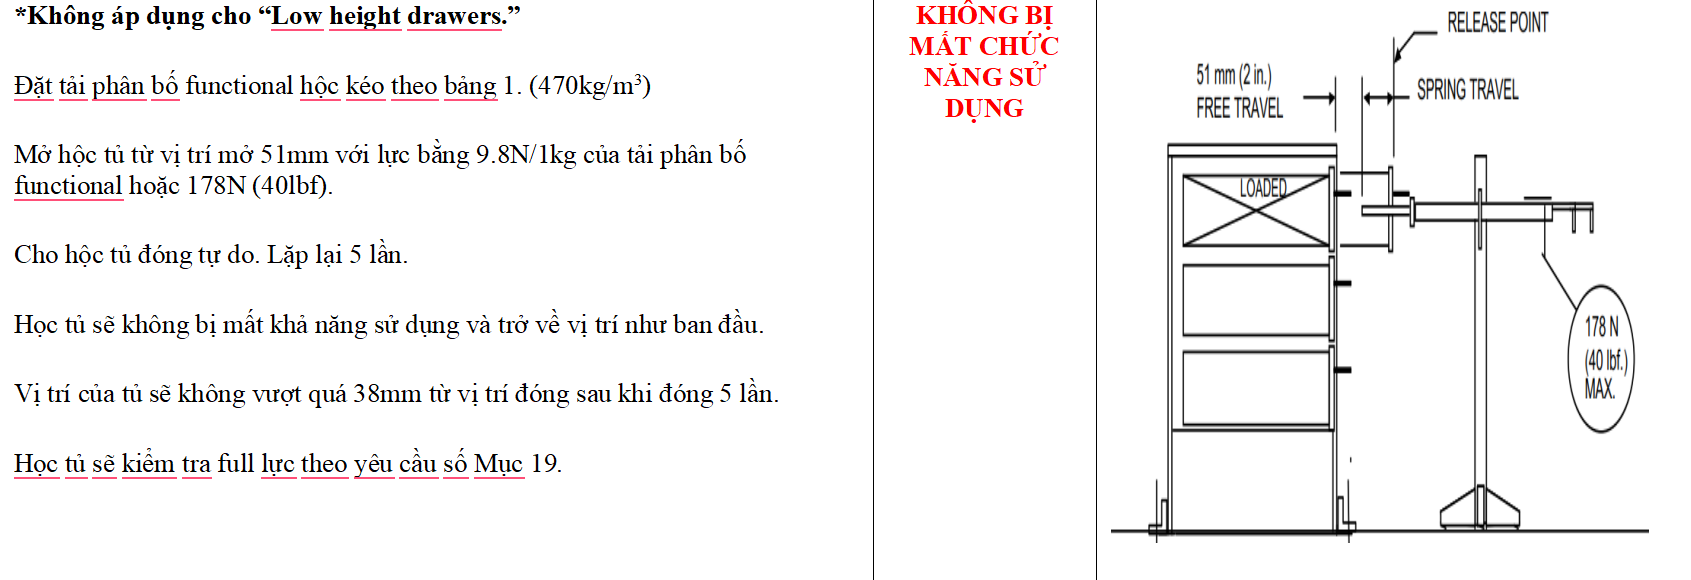 *Không áp dụng cho “Low height drawers.”
Đặt tải phân bố functional hộc kéo theo bảng 1. (470kg/m³)
Mở hộc tủ từ vị trí mở 51mm với lực bằng 9.8N/1kg của tải phân bố
functional hoặc 178N (40lbf).
Cho hộc tủ đóng tự do. Lặp lại 5 lần.
Học tủ sẽ không bị mất khả năng sử dụng và trở về vị trí như ban đầu.
Vị trí của tủ sẽ không vượt quá 38mm từ vị trí đóng sau khi đóng 5 lần.
Học tủ sẽ kiểm tra full lực theo yêu cầu số Mục 19.
KHÔNG BỊ
MẤT CHỨC
NĂNG SỬ
DỤNG
RELEASE POINT
51 mm (2 in.)
FREE TRAVEL
SPRING TRAVEL
LOADED
178 N
(40 lbf.)
MAX.